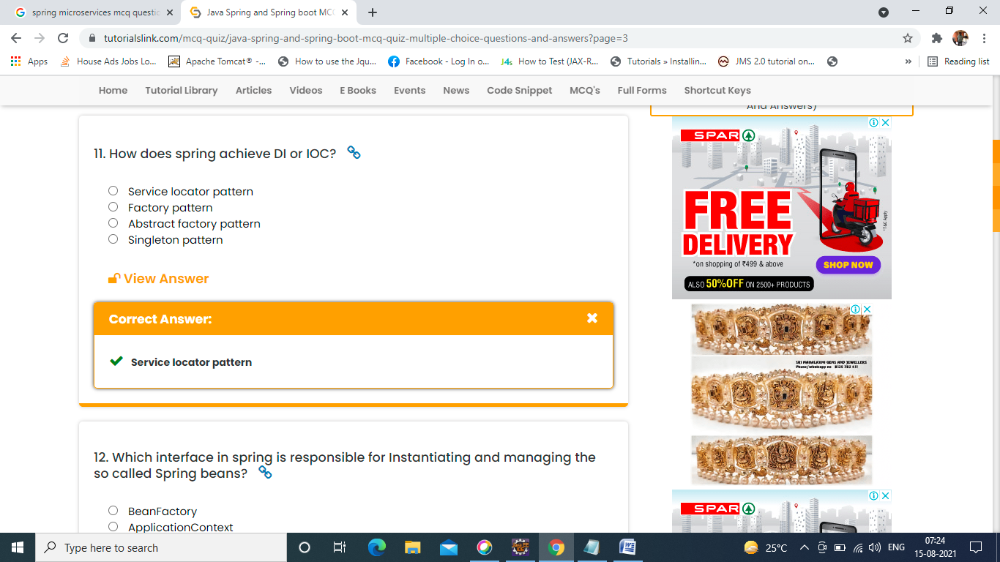 spring microservices mcq questic
Java Spring and Spring boot MC
tutorialslink.com/mcq-quiz/java-spring-and-spring-boot-mcq-quiz-multiple-choice-questions-and-answers?page=3
Apps House Ads Jobs Lo... Apache Tomcat® -... How to use the Jqu... Facebook - Log In o... J4s How to Test (JAX-R... Tutorials » Installin... JMS 2.0 tutorial on... » Reading list
Home Tutorial Library Articles Videos E Books Events News Code Snippet MCQ's Full Forms Shortcut Keys
And Answers)
11. How does spring achieve DI or IOC?
Service locator pattern
Factory pattern
Abstract factory pattern
Singleton pattern
View Answer
Correct Answer:
Service locator pattern
12. Which interface in spring is responsible for Instantiating and managing the
so called Spring beans?
BeanFactory
ApplicationContext
SPAR
FREE
DELIVERY
*on shopping of ₹499 & above
SHOP NOW
ALSO 50%OFF ON 2500+ PRODUCTS
*T&C Apply
SRI MAHALAXMI GEMS AND JEWELLERS
Phone/whatsapp no 8125 782 411
SPAR
Type here to search
25°C
ENG
07:24
15-08-2021